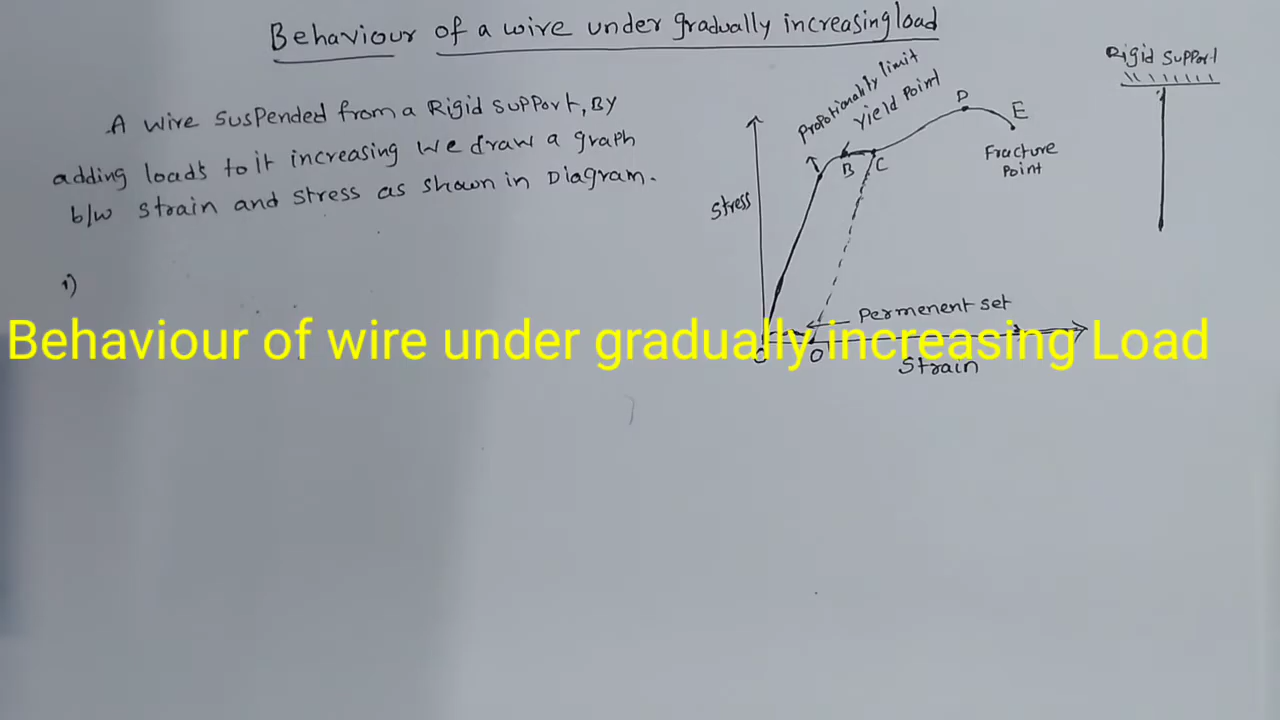 Behaviour of a wire under gradually increasing load
Rigid Support
A wire suspended from a Rigid support, By
adding loads to it increasing we draw a graph
b/w strain and stress as shown in Diagram.
Propotionality limit
yield Point
D
E
Fracture
Point
B
C
Stress
1)
Permenent set
Behaviour of wire under gradually increasing Load
O
O
Strain